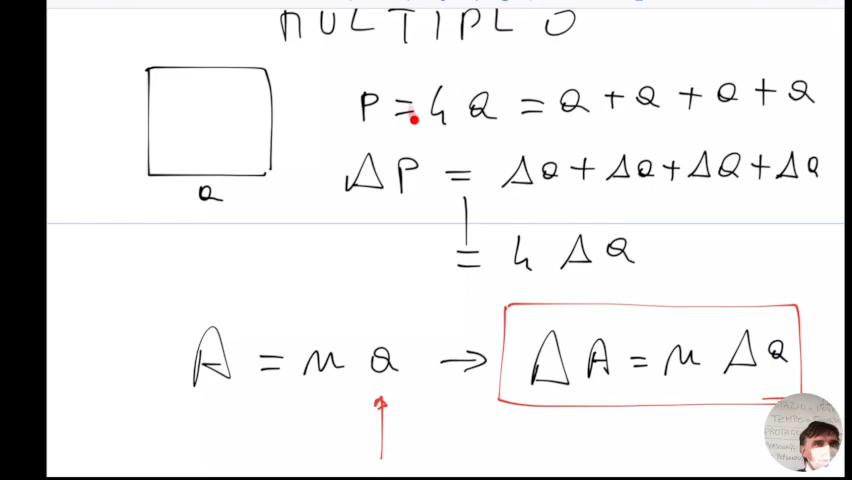 MULTIPLO
P = 4 a = a + a + a + a
a
ΔP = Δa + Δa + Δa + Δa
= 4 Δa
A = n a → ΔA = n Δa